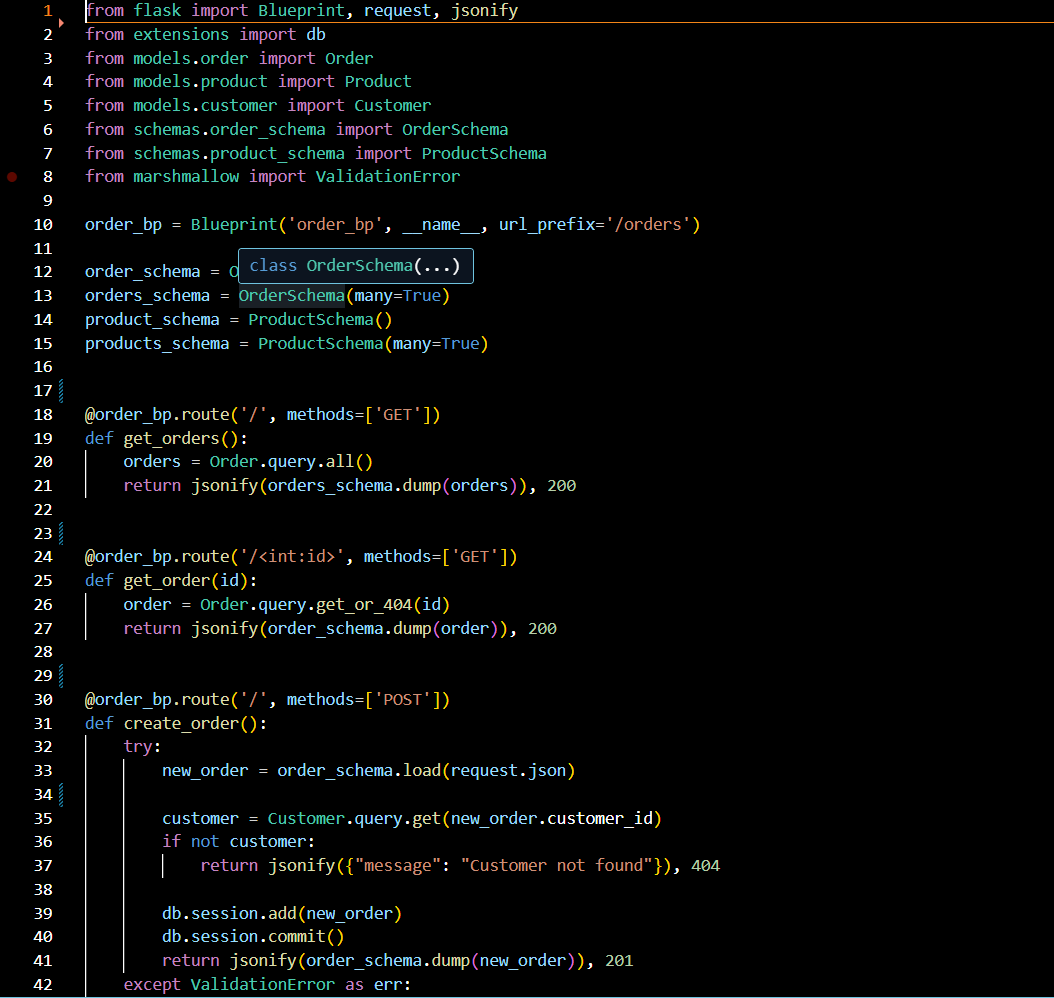 1 from flask import Blueprint, request, jsonify
2 from extensions import db
3 from models.order import Order
4 from models.product import Product
5 from models.customer import Customer
6 from schemas.order_schema import OrderSchema
7 from schemas.product_schema import ProductSchema
8 from marshmallow import ValidationError
9
10 order_bp = Blueprint('order_bp', __name__, url_prefix='/orders')
11
class OrderSchema(...)
12 order_schema = O
13 orders_schema = OrderSchema(many=True)
14 product_schema = ProductSchema()
15 products_schema = ProductSchema(many=True)
16
17
18 @order_bp.route('/', methods=['GET'])
19 def get_orders():
20     orders = Order.query.all()
21     return jsonify(orders_schema.dump(orders)), 200
22
23
24 @order_bp.route('/<int:id>', methods=['GET'])
25 def get_order(id):
26     order = Order.query.get_or_404(id)
27     return jsonify(order_schema.dump(order)), 200
28
29
30 @order_bp.route('/', methods=['POST'])
31 def create_order():
32     try:
33         new_order = order_schema.load(request.json)
34
35         customer = Customer.query.get(new_order.customer_id)
36         if not customer:
37             return jsonify({"message": "Customer not found"}), 404
38
39         db.session.add(new_order)
40         db.session.commit()
41         return jsonify(order_schema.dump(new_order)), 201
42     except ValidationError as err: